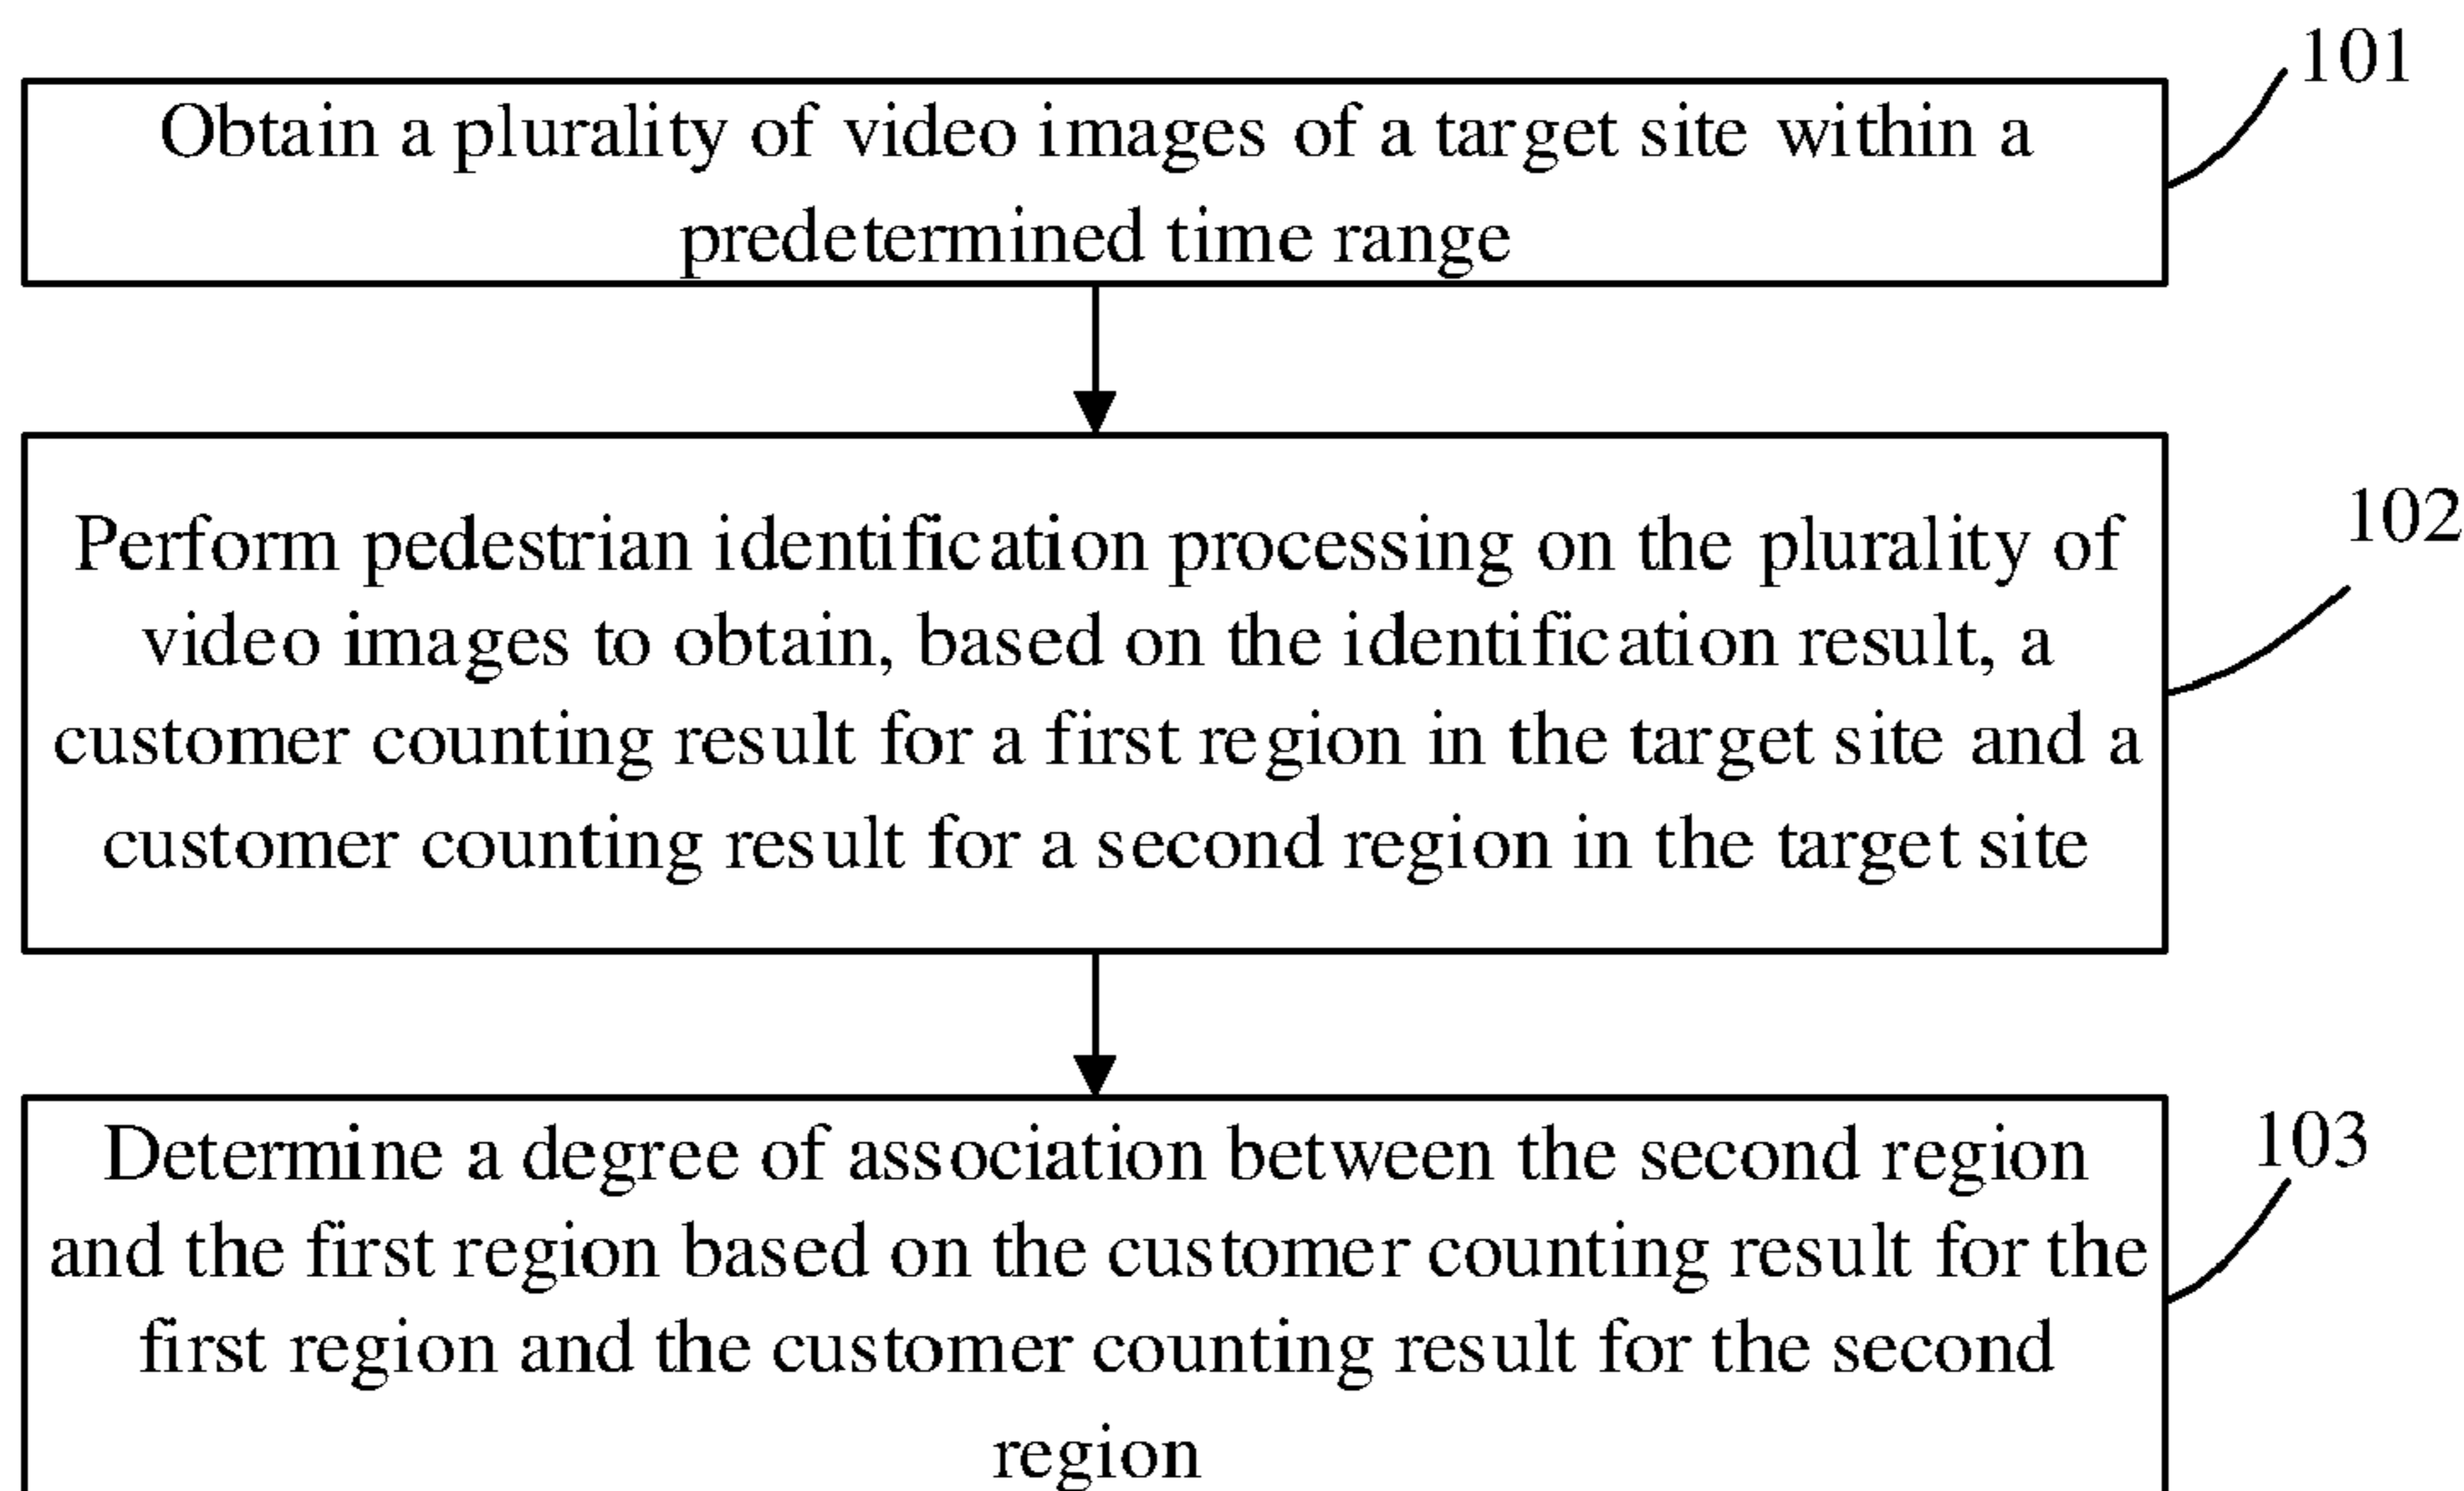 101
Obtain a plurality of video images of a target site within a
predetermined time range
102
Perform pedestrian identification processing on the plurality of
video images to obtain, based on the identification result, a
customer counting result for a first region in the target site and a
customer counting result for a second region in the target site
103
Determine a degree of association between the second region
and the first region based on the customer counting result for the
first region and the customer counting result for the second
region